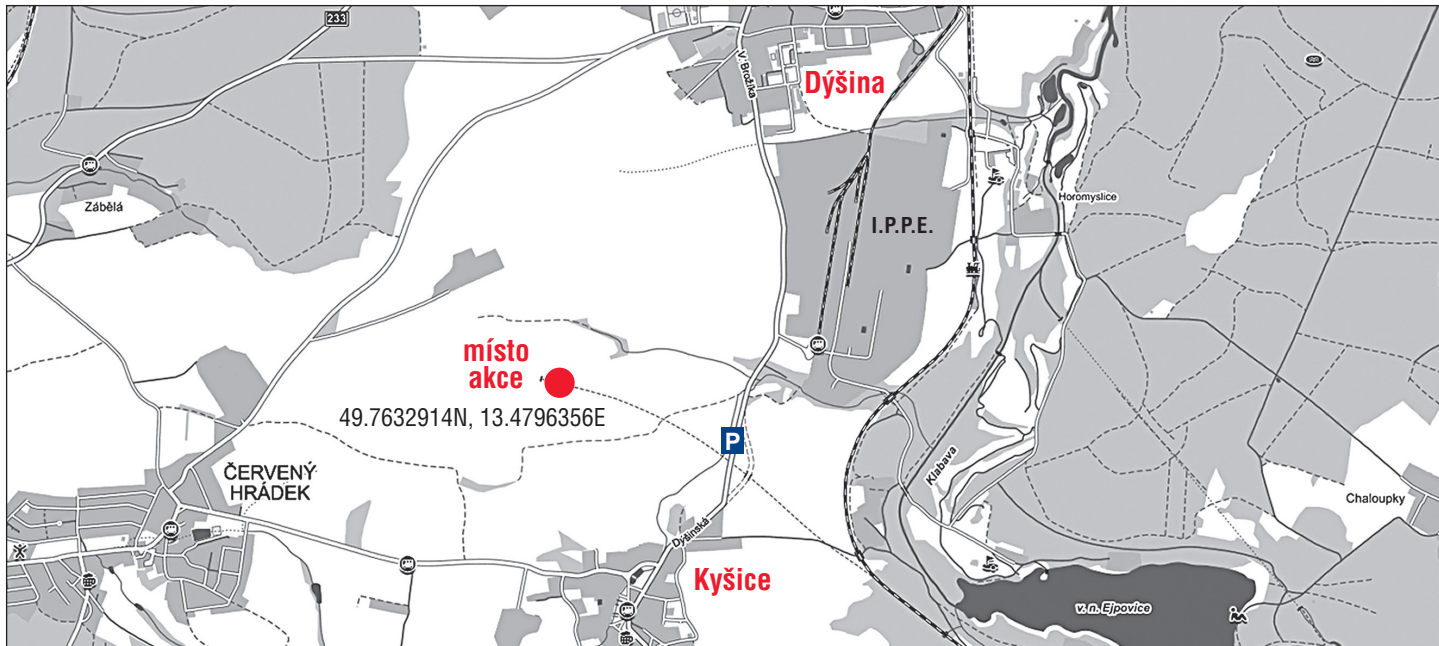 233
V. Brožíka
Dýšina
Zábělá
Horomyslice
I.P.P.E.
místo
akce
49.7632914N, 13.4796356E
P
ČERVENÝ
HRÁDEK
Klabava
Chaloupky
Dýšinská
Kyšice
v. n. Ejpovice